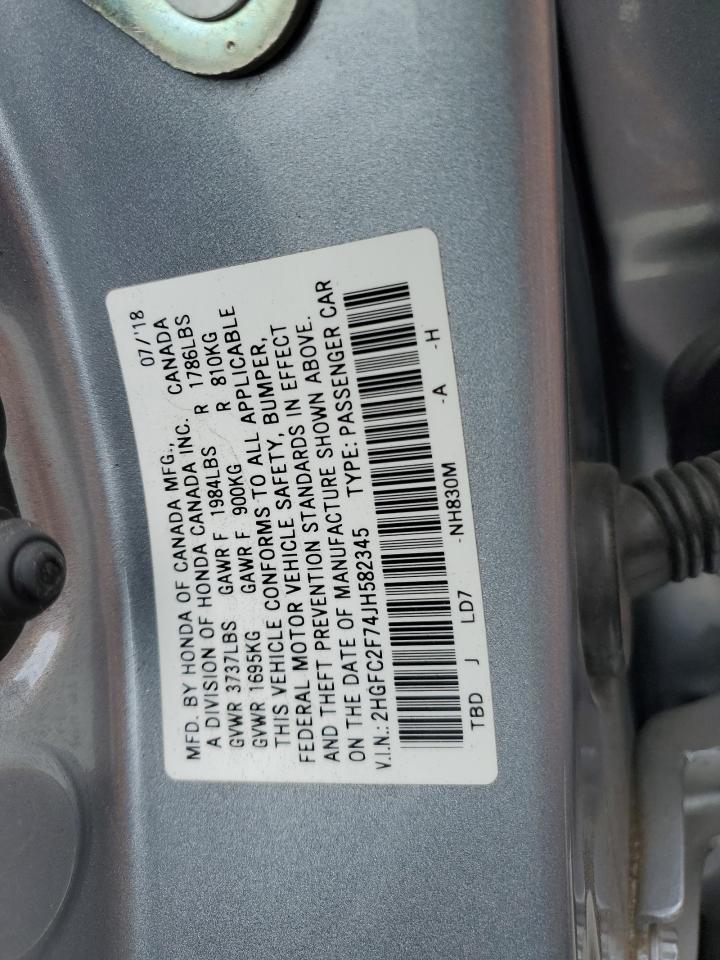 MFD. BY HONDA OF CANADA MFG., 07/'18
A DIVISION OF HONDA CANADA INC. CANADA
GVWR 3737LBS GAWR F 1984LBS R 1786LBS
GVWR 1695KG GAWR F 900KG R 810KG
THIS VEHICLE CONFORMS TO ALL APPLICABLE
FEDERAL MOTOR VEHICLE SAFETY, BUMPER,
AND THEFT PREVENTION STANDARDS IN EFFECT
ON THE DATE OF MANUFACTURE SHOWN ABOVE.
V.I.N.: 2HGFC2F74JH582345 TYPE: PASSENGER CAR
TBD J LD7 -NH830M -A -H